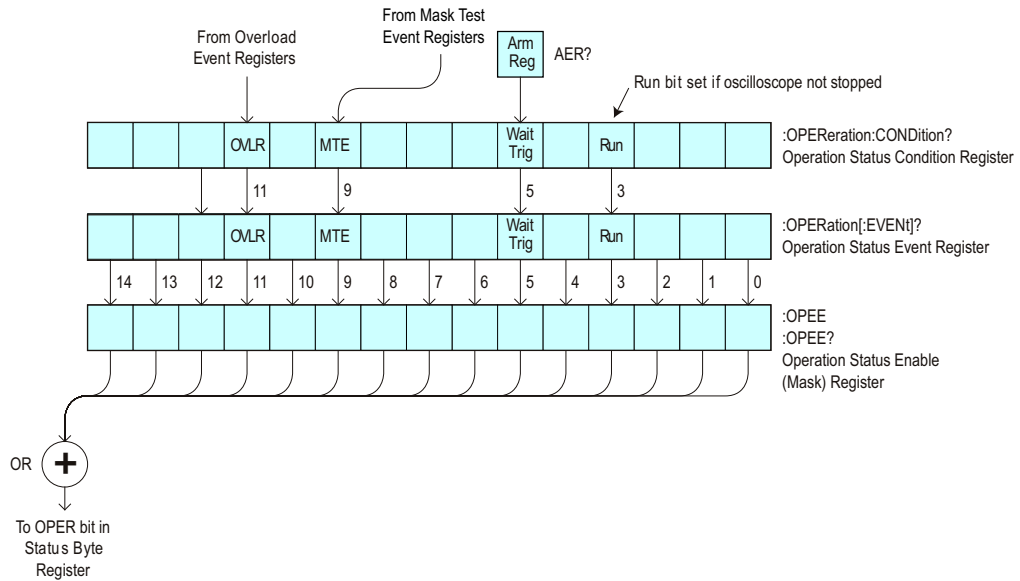 From Mask Test
Event Registers
From Overload
Event Registers
Arm
Reg
AER?
Run bit set if oscilloscope not stopped
OVLR
MTE
Wait
Trig
Run
:OPEReration:CONDition?
Operation Status Condition Register
11
9
5
3
OVLR
MTE
Wait
Trig
Run
:OPERation[:EVENt]?
Operation Status Event Register
14
13
12
11
10
9
8
7
6
5
4
3
2
1
0
:OPEE
:OPEE?
Operation Status Enable
(Mask) Register
OR
+
To OPER bit in
Status Byte
Register